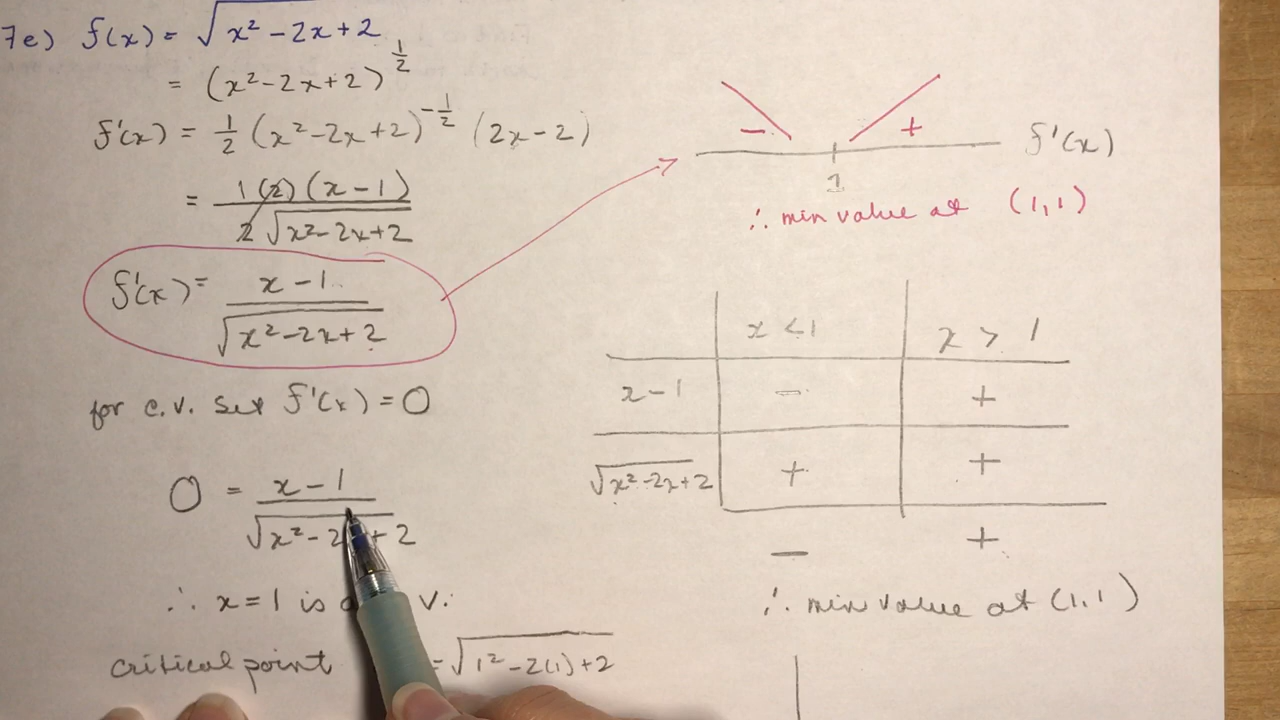 7e) f(x) = √(x² - 2x + 2)
= (x² - 2x + 2)^(1/2)
f'(x) = 1/2 (x² - 2x + 2)^(-1/2) (2x - 2)
= 1(2)(x - 1) / 2√(x² - 2x + 2)
f'(x) = x - 1 / √(x² - 2x + 2)
for c.v. set f'(x) = 0
0 = x - 1 / √(x² - 2 + 2
∴ x = 1 is v.
critical point = √(1² - 2(1) + 2)
- + f'(x)
1
∴ min value at (1,1)
x < 1 x > 1
x - 1 - +
√(x² - 2x + 2) + +
- +
∴ min value at (1,1)